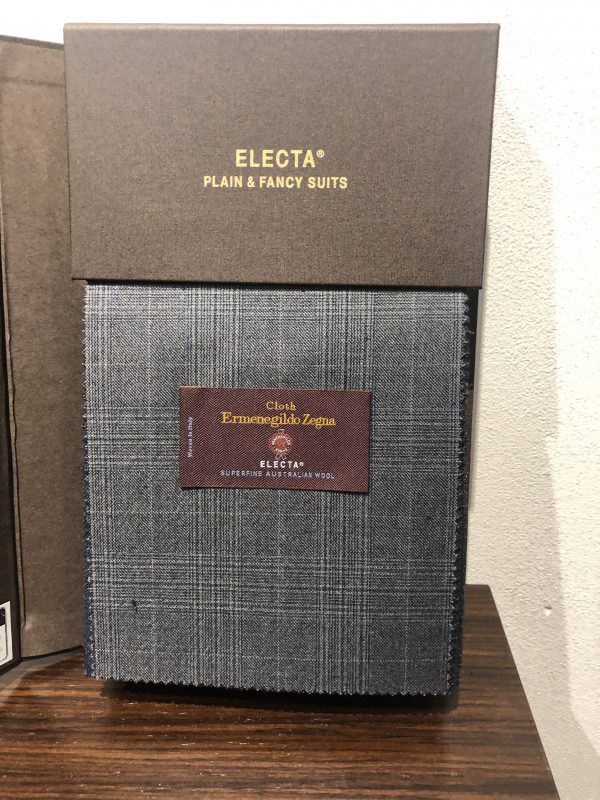 ELECTA®
PLAIN & FANCY SUITS
Woven in Italy
Cloth
Ermenegildo Zegna
ELECTA®
SUPERFINE AUSTRALIAN WOOL